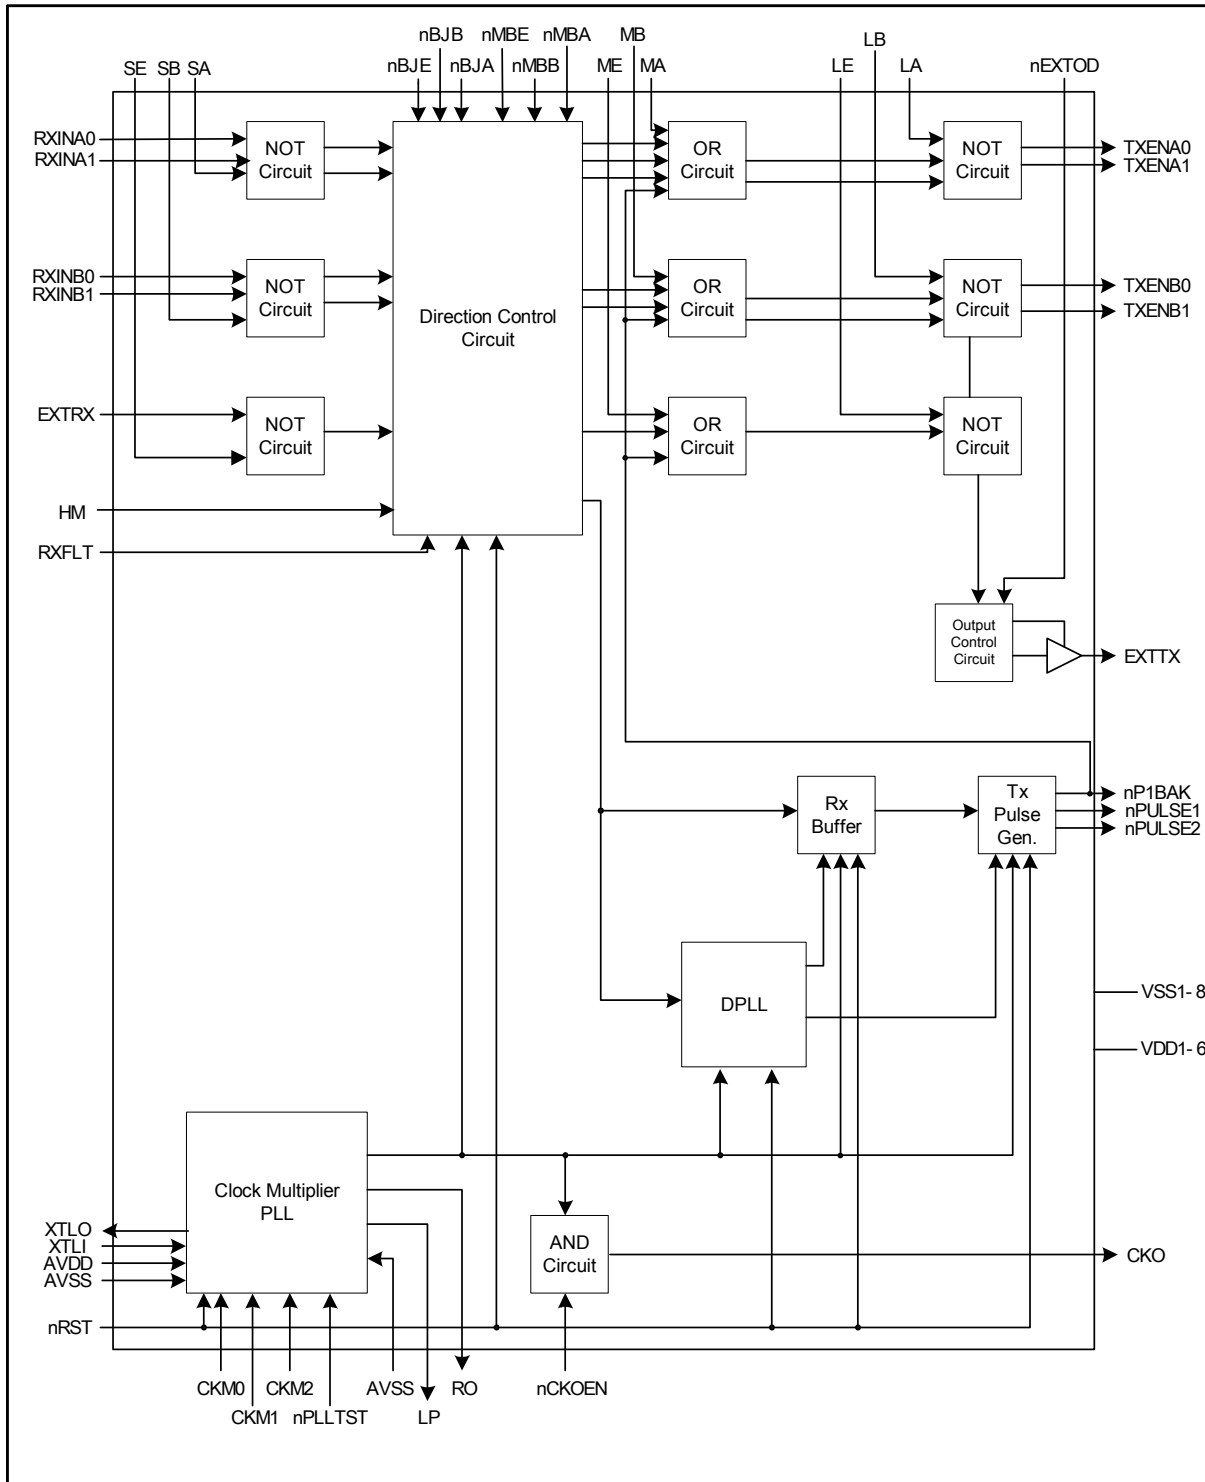 nBJB nMBE nMBA MB LB
SE SB SA nBJE nBJA nMBB ME MA LE LA nEXTOD
RXINA0
RXINA1
NOT
Circuit
OR
Circuit
NOT
Circuit
TXENA0
TXENA1
RXINB0
RXINB1
NOT
Circuit
Direction Control
Circuit
OR
Circuit
NOT
Circuit
TXENB0
TXENB1
EXTRX
NOT
Circuit
OR
Circuit
NOT
Circuit
HM
RXFLT
Output
Control
Circuit
EXTTX
Rx
Buffer
Tx
Pulse
Gen.
nP1BAK
nPULSE1
nPULSE2
DPLL
VSS1- 8
VDD1- 6
Clock Multiplier
PLL
XTLO
XTLI
AVDD
AVSS
AND
Circuit
CKO
nRST
CKM0 CKM2 AVSS RO nCKOEN
CKM1 nPLLTST LP